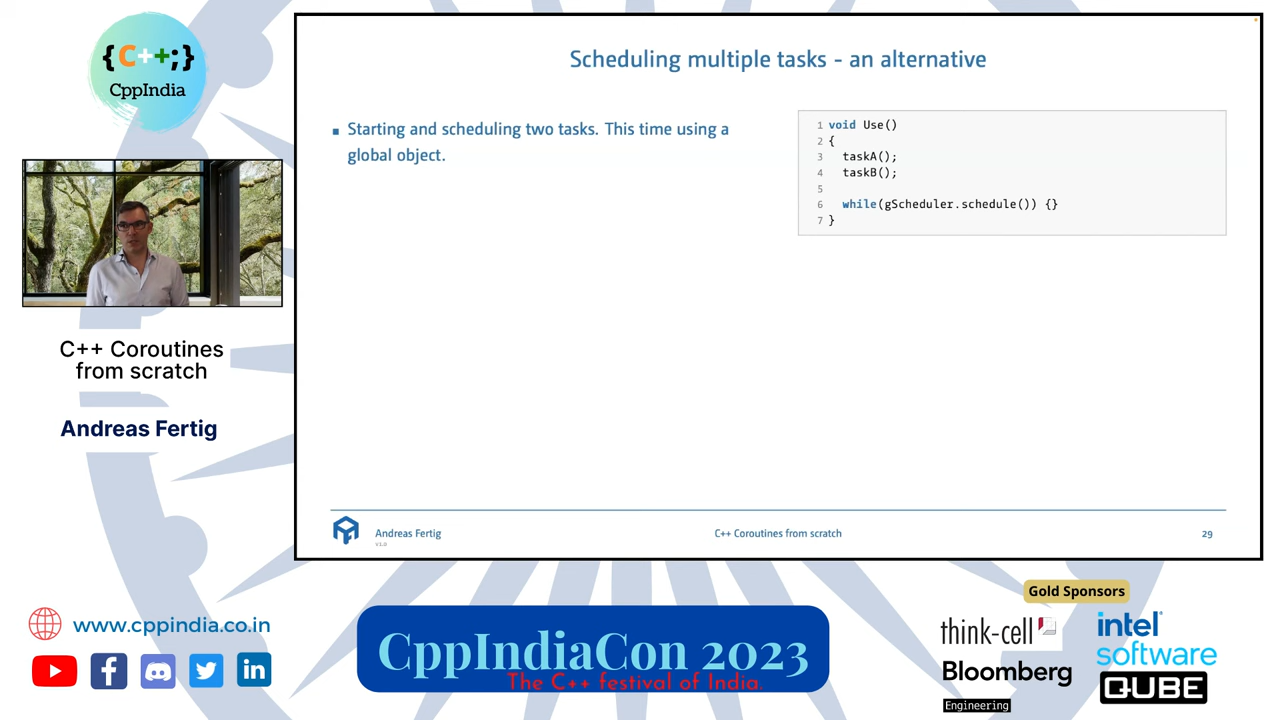 {C++;}
CppIndia
C++ Coroutines
from scratch
Andreas Fertig
Scheduling multiple tasks - an alternative
Starting and scheduling two tasks. This time using a
global object.
1 void Use()
2 {
3 taskA();
4 taskB();
5
6 while(gScheduler.schedule()) {}
7 }
Andreas Fertig
v1.0
C++ Coroutines from scratch
29
www.cppindia.co.in
CppIndiaCon 2023
The C++ festival of India.
Gold Sponsors
think-cell
intel
software
Bloomberg
Engineering
QUBE